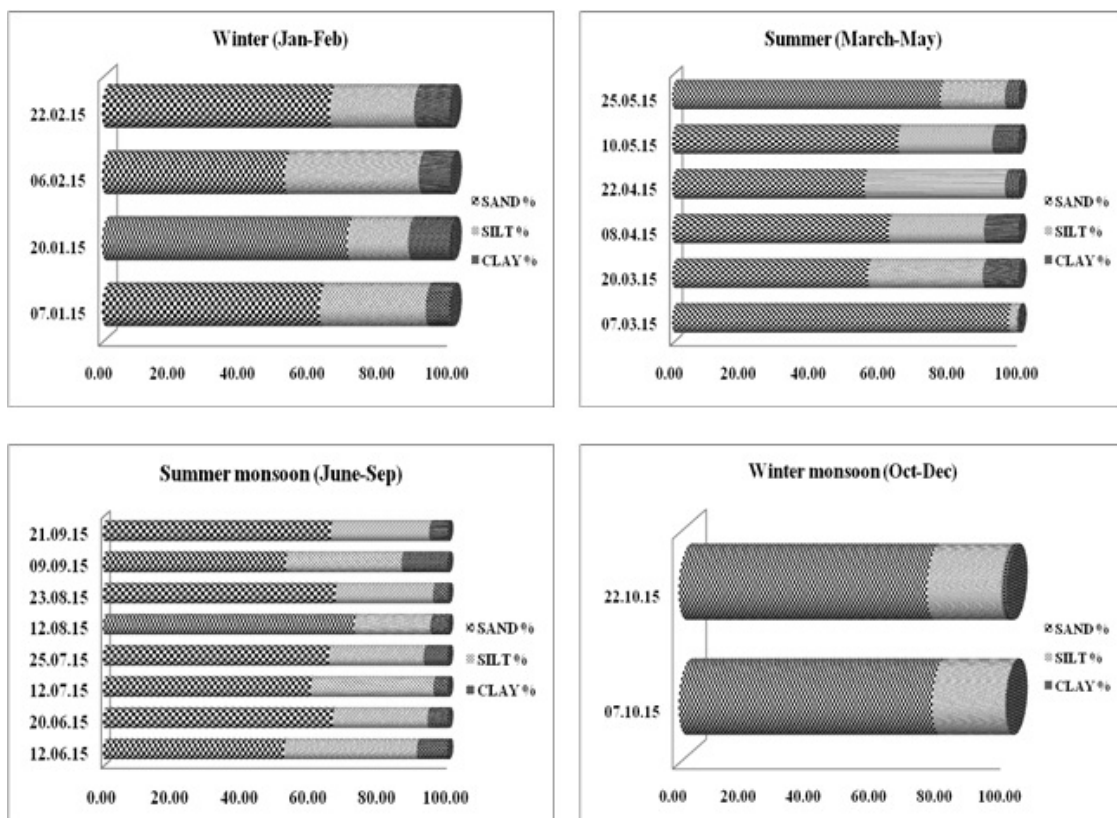 Winter (Jan-Feb)
22.02.15
06.02.15
20.01.15
07.01.15
SAND %
SILT %
CLAY %
0.00 20.00 40.00 60.00 80.00 100.00
Summer (March-May)
25.05.15
10.05.15
22.04.15
08.04.15
20.03.15
07.03.15
SAND %
SILT %
CLAY %
0.00 20.00 40.00 60.00 80.00 100.00
Summer monsoon (June-Sep)
21.09.15
09.09.15
23.08.15
12.08.15
25.07.15
12.07.15
20.06.15
12.06.15
SAND %
SILT %
CLAY %
0.00 20.00 40.00 60.00 80.00 100.00
Winter monsoon (Oct-Dec)
22.10.15
07.10.15
SAND %
SILT %
CLAY %
0.00 20.00 40.00 60.00 80.00 100.00